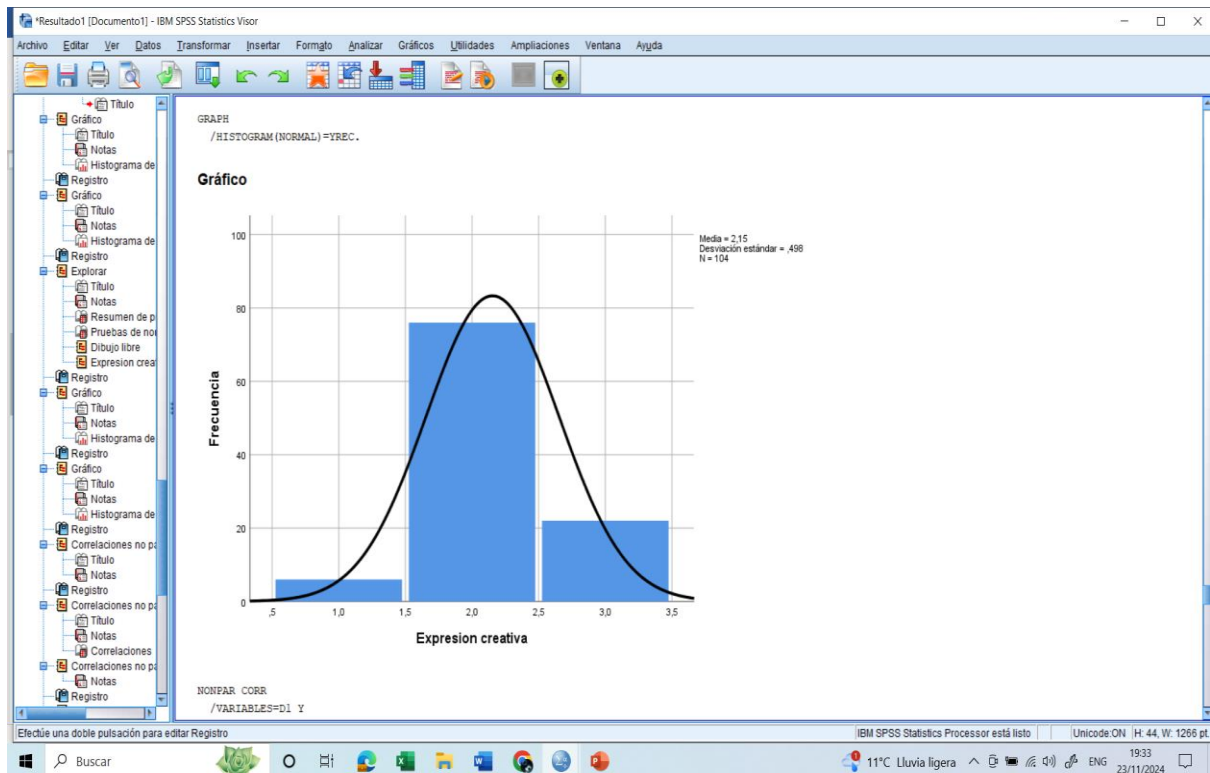 *Resultado1 [Documento1] - IBM SPSS Statistics Visor
Archivo Editar Ver Datos Transformar Insertar Formato Analizar Gráficos Utilidades Ampliaciones Ventana Ayuda
Título
Gráfico
Título
Notas
Histograma de
Registro
Gráfico
Título
Notas
Histograma de
Registro
Explorar
Título
Notas
Resumen de p
Pruebas de nor
Dibujo libre
Expresion crea
Registro
Gráfico
Título
Notas
Histograma de
Registro
Gráfico
Título
Notas
Histograma de
Registro
Correlaciones no pa
Título
Notas
Registro
Correlaciones no pa
Título
Notas
Correlaciones
Correlaciones no pa
Notas
Registro
GRAPH
/HISTOGRAM(NORMAL)=YREC.
Gráfico
Media = 2,15
Desviación estándar = ,498
N = 104
Frecuencia
100
80
60
40
20
0
,5 1,0 1,5 2,0 2,5 3,0 3,5
Expresion creativa
NONPAR CORR
/VARIABLES=D1 Y
Efectúe una doble pulsación para editar Registro
IBM SPSS Statistics Processor está listo
Unicode:ON H: 44, W: 1266 pt.
Buscar
11°C Lluvia ligera
ENG
19:33
23/11/2024